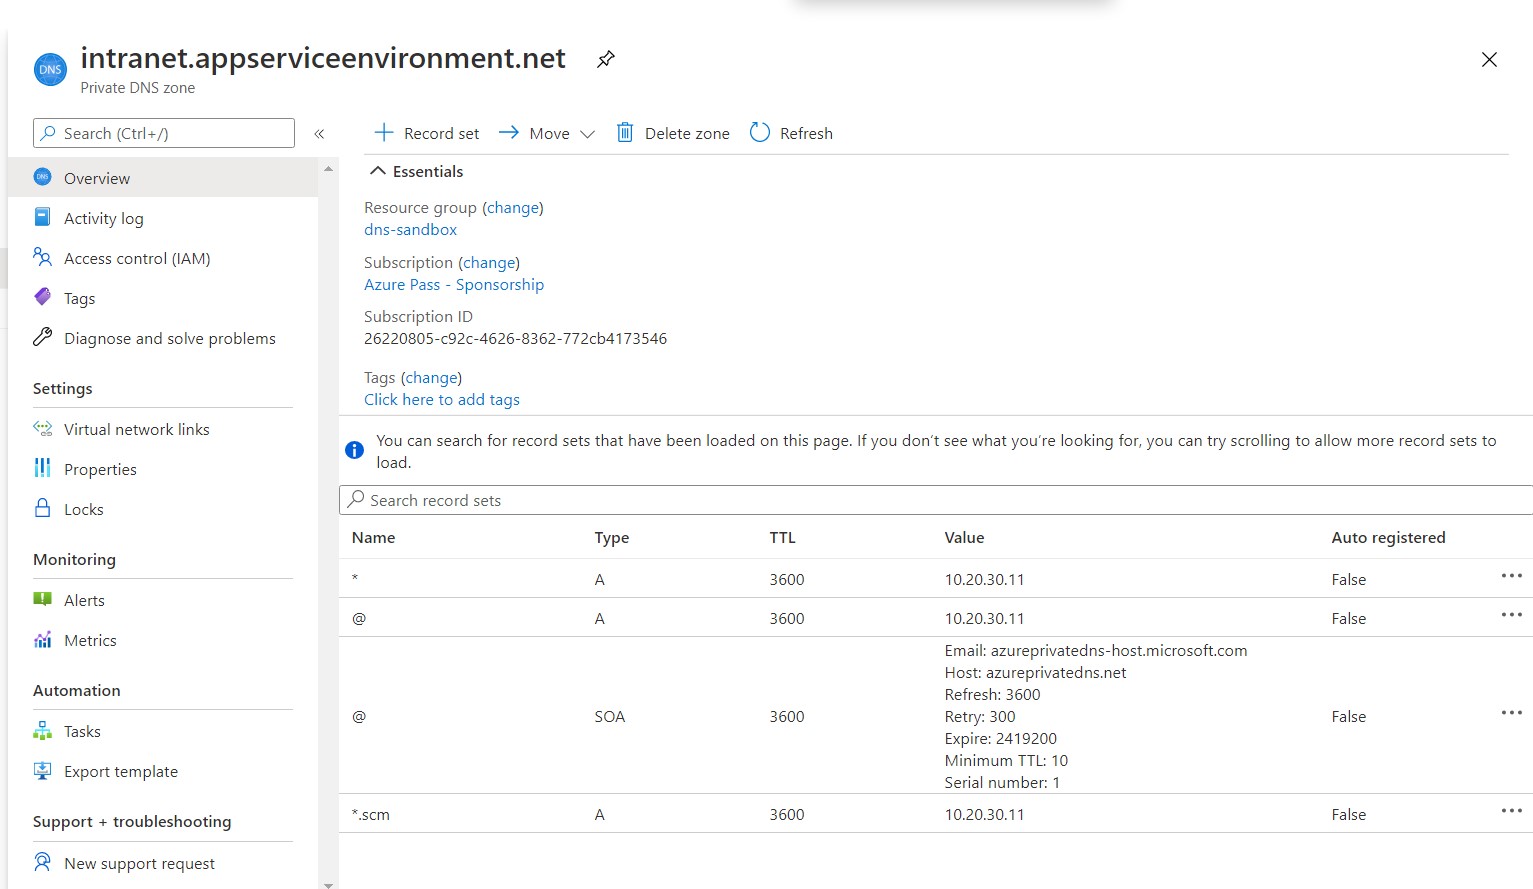 DNS
intranet.appserviceenvironment.net
Private DNS zone
Search (Ctrl+/)
«
Record set
Move
Delete zone
Refresh
DNS
Overview
Activity log
Access control (IAM)
Tags
Diagnose and solve problems
Settings
Virtual network links
Properties
Locks
Monitoring
Alerts
Metrics
Automation
Tasks
Export template
Support + troubleshooting
New support request
Essentials
Resource group (change)
dns-sandbox
Subscription (change)
Azure Pass - Sponsorship
Subscription ID
26220805-c92c-4626-8362-772cb4173546
Tags (change)
Click here to add tags
You can search for record sets that have been loaded on this page. If you don't see what you're looking for, you can try scrolling to allow more record sets to
load.
Search record sets
Name Type TTL Value Auto registered
* A 3600 10.20.30.11 False ...
@ A 3600 10.20.30.11 False ...
Email: azureprivatedns-host.microsoft.com
Host: azureprivatedns.net
Refresh: 3600
@ SOA 3600 Retry: 300 False ...
Expire: 2419200
Minimum TTL: 10
Serial number: 1
*.scm A 3600 10.20.30.11 False ...